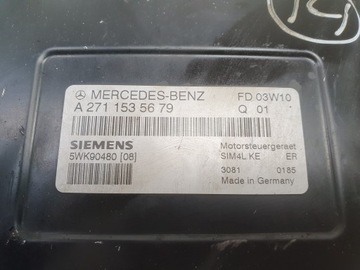 MERCEDES-BENZ FD 03W10
A 271 153 56 79 Q 01
SIEMENS Motorsteuergeraet
5WK90480 [08] SIM4L KE ER
3081 0185
Made in Germany